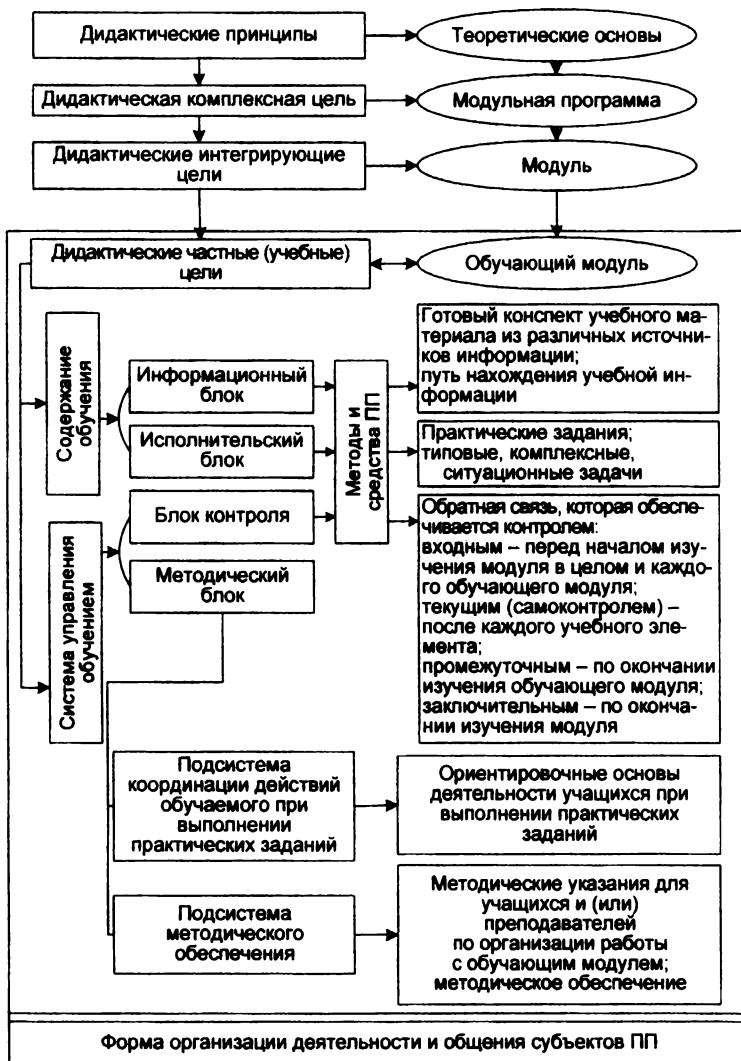 Дидактические принципы
Теоретические основы
Дидактическая комплексная цель
Модульная программа
Дидактические интегрирующие
цели
Модуль
Дидактические частные (учебные)
цели
Обучающий модуль
Содержание
обучения
Информационный
блок
Исполнительский
блок
Методы и
средства ПП
Готовый конспект учебного ма-
териала из различных источни-
ков информации;
путь нахождения учебной ин-
формации
Практические задания;
типовые, комплексные,
ситуационные задачи
Система управления
обучением
Блок контроля
Методический
блок
Обратная связь, которая обеспе-
чивается контролем:
входным – перед началом изу-
чения модуля в целом и каждо-
го обучающего модуля;
текущим (самоконтролем) –
после каждого учебного эле-
мента;
промежуточным – по окончании
изучения обучающего модуля;
заключительным – по оконча-
нии изучения модуля
Подсистема
координации действий
обучаемого при
выполнении
практических заданий
Ориентировочные основы
деятельности учащихся при
выполнении практических
заданий
Подсистема
методического
обеспечения
Методические указания для
учащихся и (или)
преподавателей
по организации работы
с обучающим модулем;
методическое обеспечение
Форма организации деятельности и общения субъектов ПП